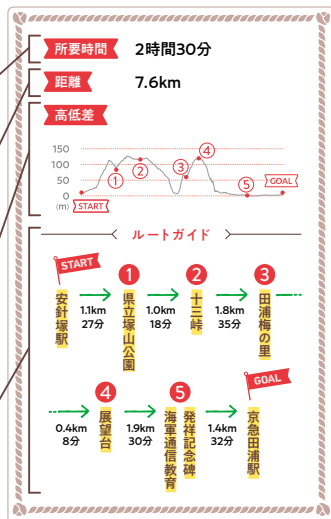 所要時間 2時間30分
距離 7.6km
高低差
150
100
50
0
(m)
START
①
②
③
④
⑤
GOAL
ルートガイド
START
安針塚駅
1.1km
27分
1
県立塚山公園
1.0km
18分
2
十三峠
1.8km
35分
3
田浦梅の里
0.4km
8分
4
展望台
1.9km
30分
5
海軍通信教育
発祥記念碑
1.4km
32分
GOAL
京急田浦駅